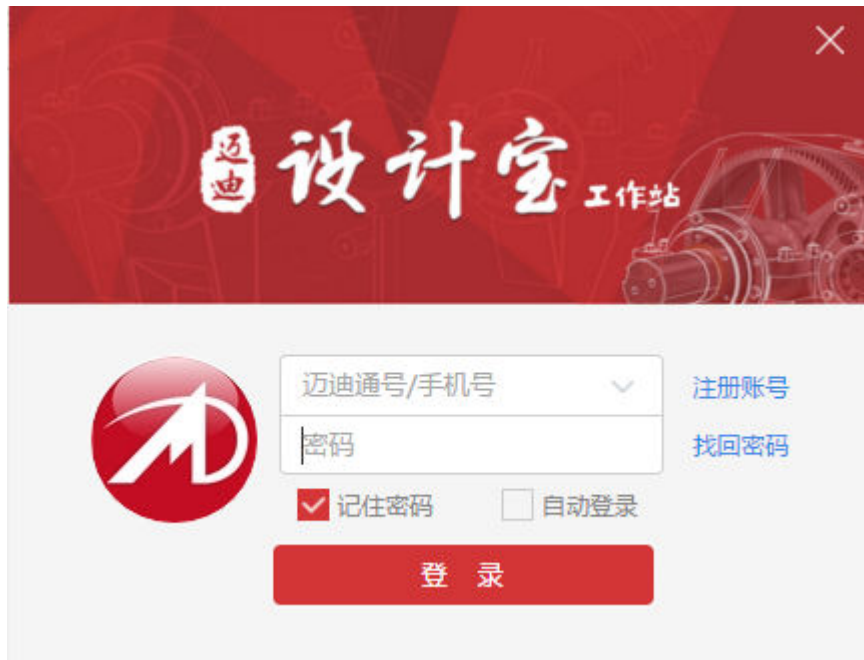 迈迪 设计宝 工作站
迈迪通号/手机号 注册账号
密码 找回密码
记住密码 自动登录
登 录